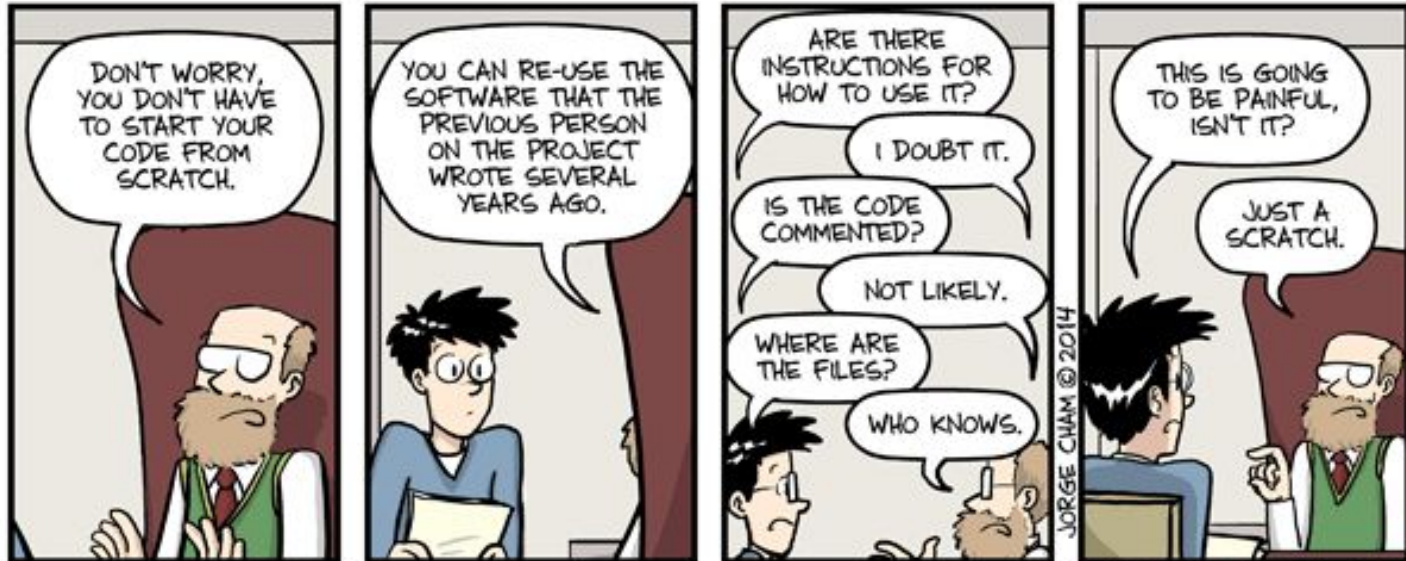 DON'T WORRY,
YOU DON'T HAVE
TO START YOUR
CODE FROM
SCRATCH.
YOU CAN RE-USE THE
SOFTWARE THAT THE
PREVIOUS PERSON
ON THE PROJECT
WROTE SEVERAL
YEARS AGO.
ARE THERE
INSTRUCTIONS FOR
HOW TO USE IT?
I DOUBT IT.
IS THE CODE
COMMENTED?
NOT LIKELY.
WHERE ARE
THE FILES?
WHO KNOWS.
JORGE CHAM © 2014
THIS IS GOING
TO BE PAINFUL,
ISN'T IT?
JUST A
SCRATCH.